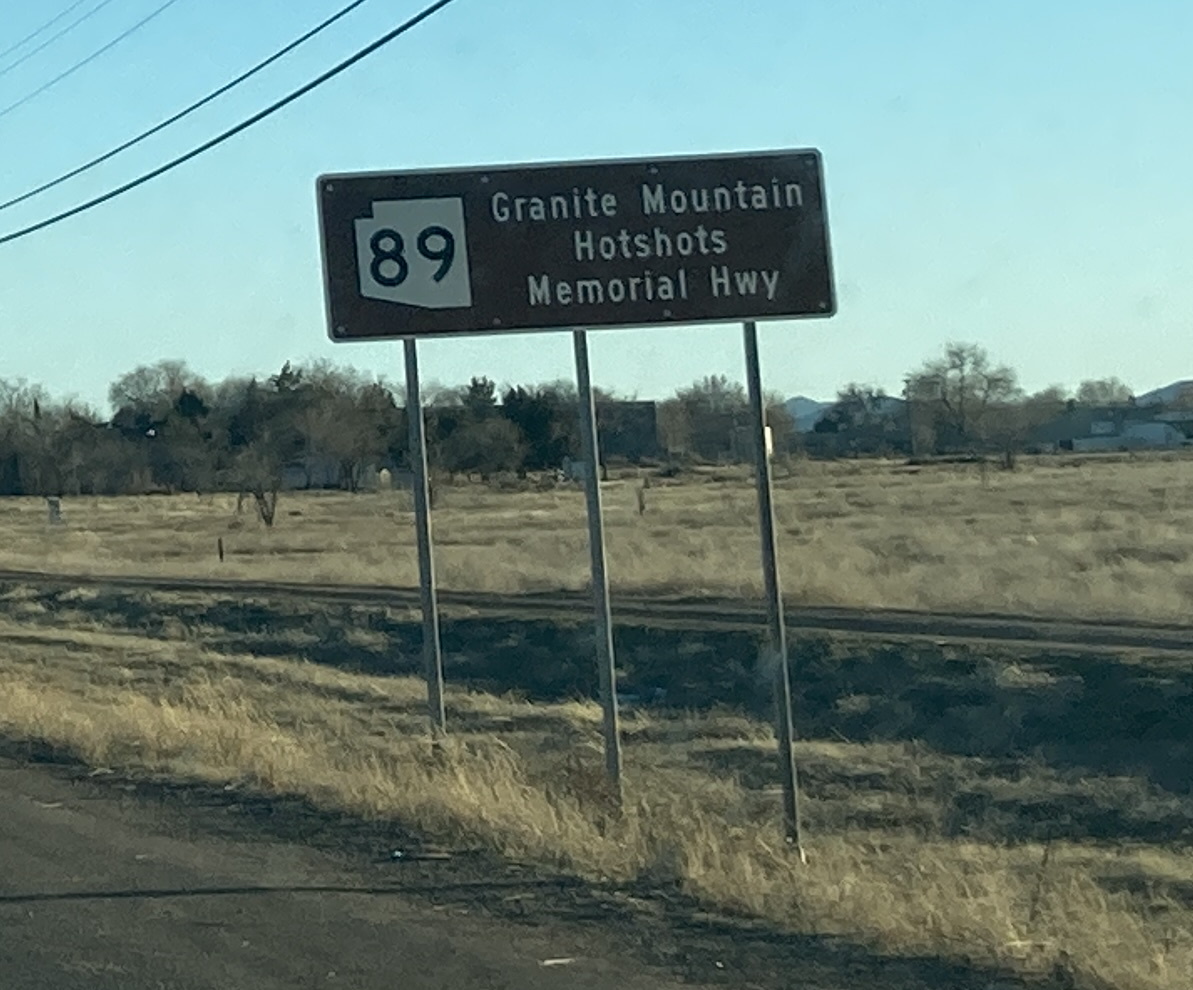 89
Granite Mountain
Hotshots
Memorial Hwy